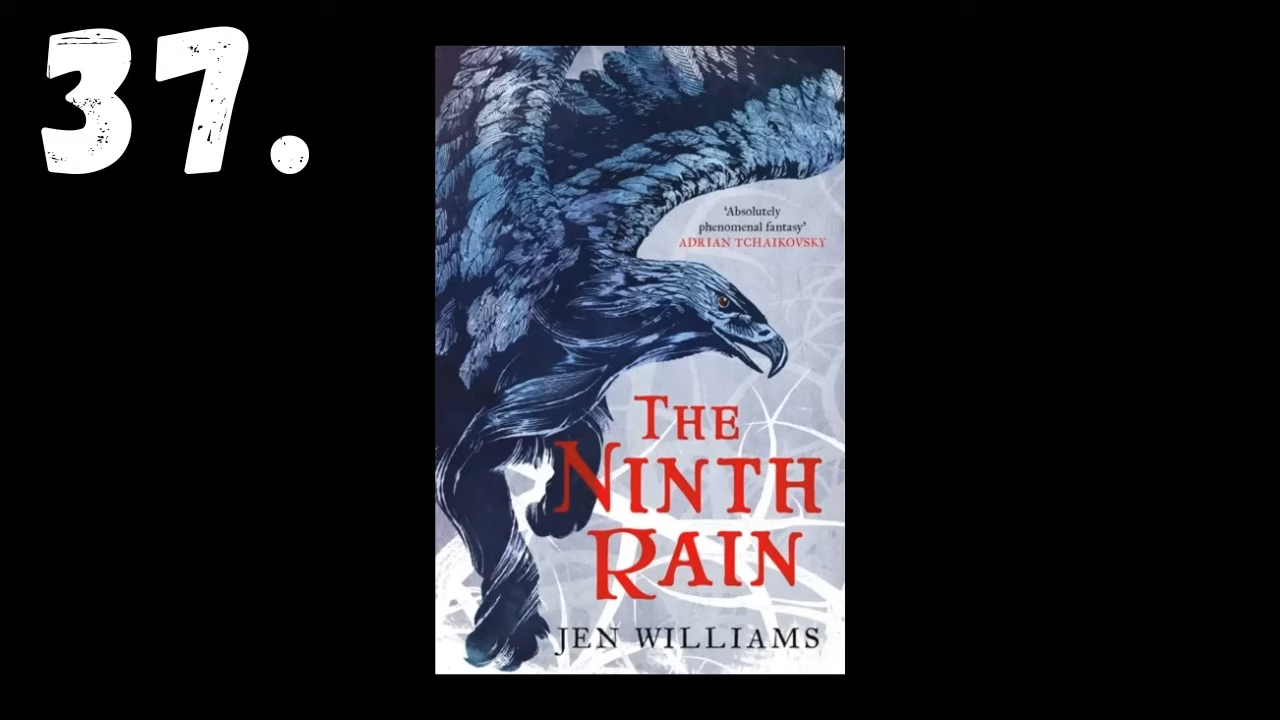 37.
‘Absolutely
phenomenal fantasy’
ADRIAN TCHAIKOVSKY
THE
NINTH
RAIN
JEN WILLIAMS